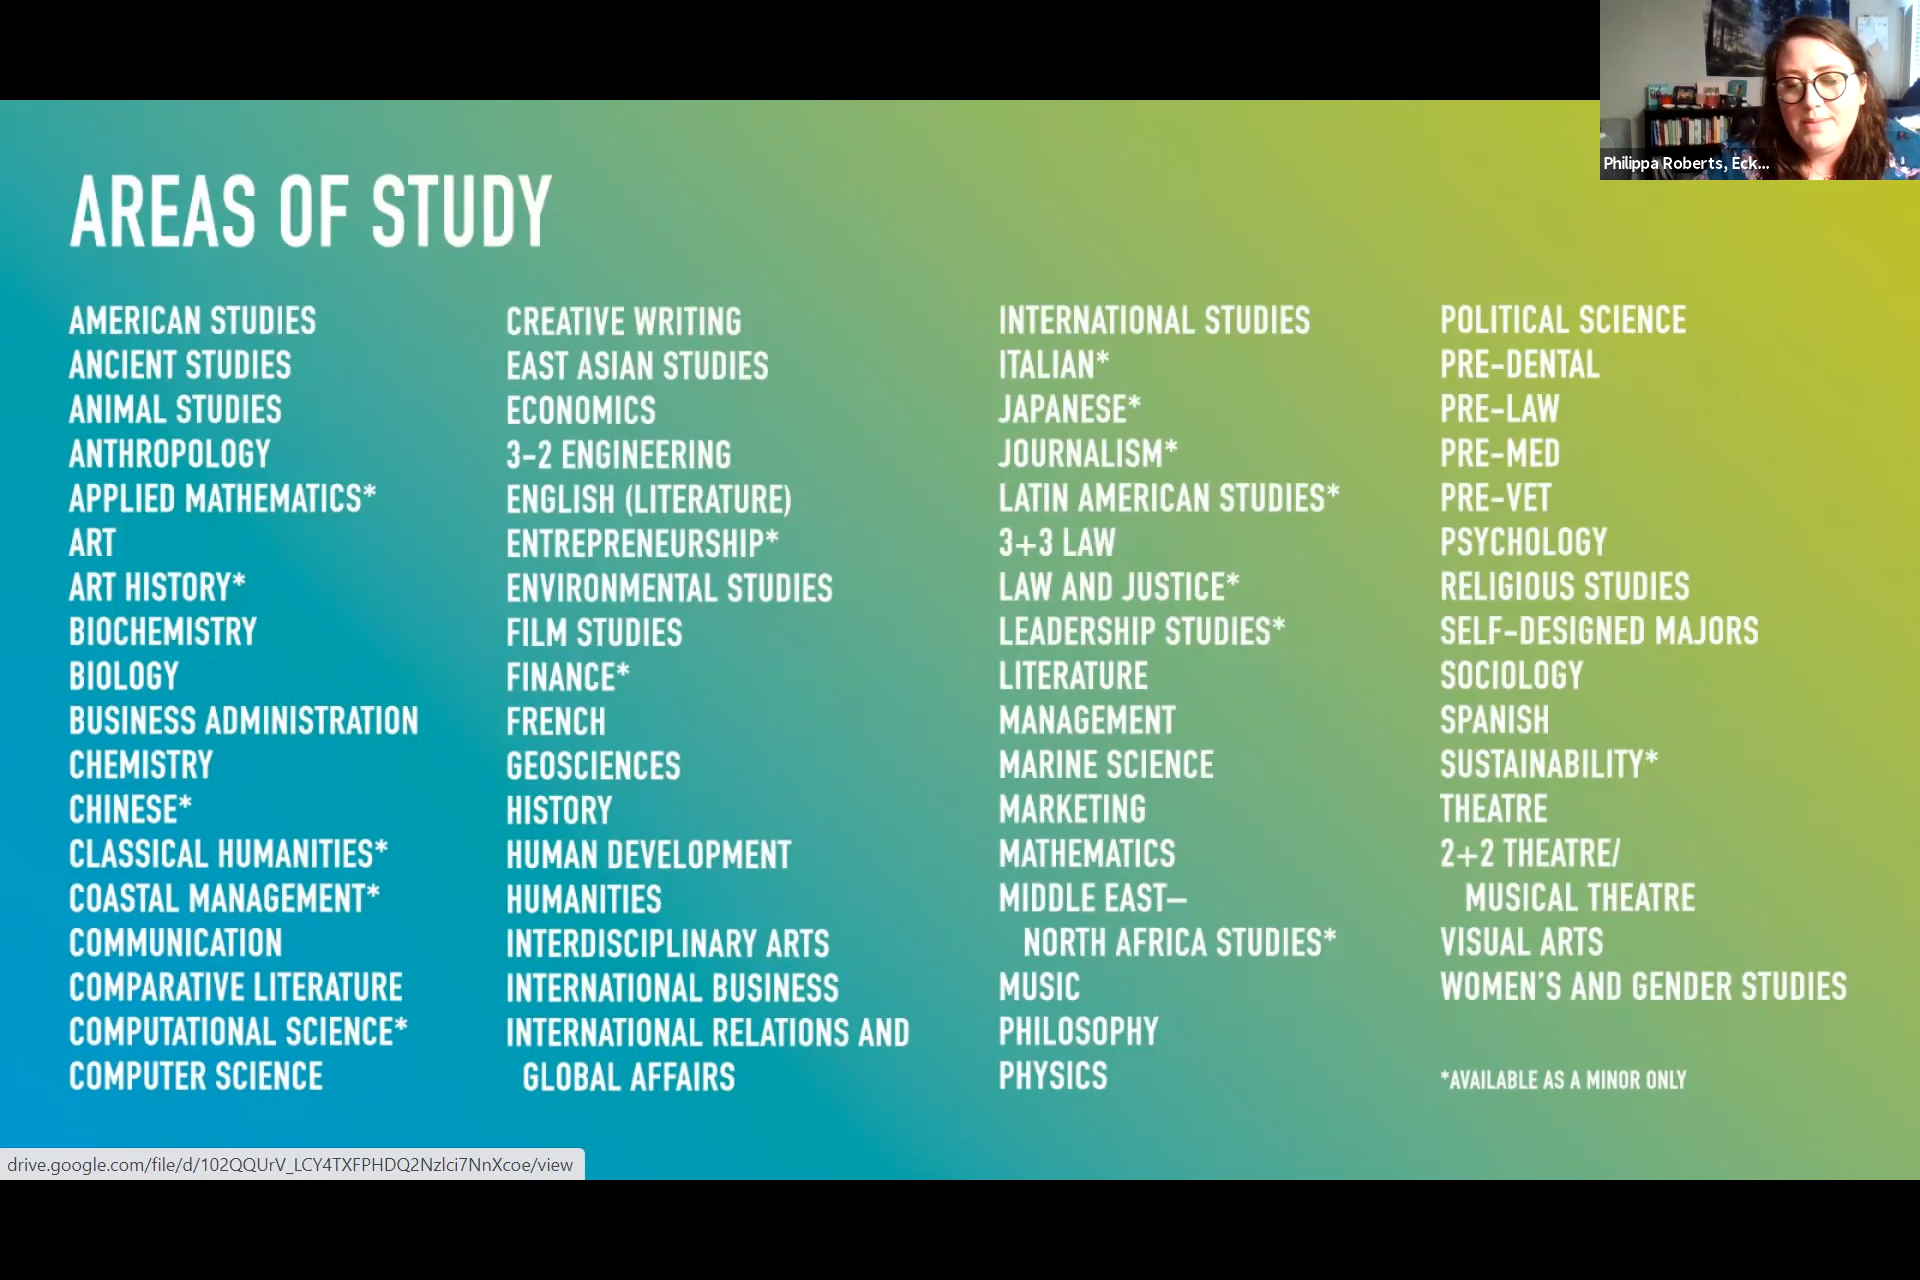 Philippa Roberts, Eck...
AREAS OF STUDY
AMERICAN STUDIES
ANCIENT STUDIES
ANIMAL STUDIES
ANTHROPOLOGY
APPLIED MATHEMATICS*
ART
ART HISTORY*
BIOCHEMISTRY
BIOLOGY
BUSINESS ADMINISTRATION
CHEMISTRY
CHINESE*
CLASSICAL HUMANITIES*
COASTAL MANAGEMENT*
COMMUNICATION
COMPARATIVE LITERATURE
COMPUTATIONAL SCIENCE*
COMPUTER SCIENCE
CREATIVE WRITING
EAST ASIAN STUDIES
ECONOMICS
3-2 ENGINEERING
ENGLISH (LITERATURE)
ENTREPRENEURSHIP*
ENVIRONMENTAL STUDIES
FILM STUDIES
FINANCE*
FRENCH
GEOSCIENCES
HISTORY
HUMAN DEVELOPMENT
HUMANITIES
INTERDISCIPLINARY ARTS
INTERNATIONAL BUSINESS
INTERNATIONAL RELATIONS AND
GLOBAL AFFAIRS
INTERNATIONAL STUDIES
ITALIAN*
JAPANESE*
JOURNALISM*
LATIN AMERICAN STUDIES*
3+3 LAW
LAW AND JUSTICE*
LEADERSHIP STUDIES*
LITERATURE
MANAGEMENT
MARINE SCIENCE
MARKETING
MATHEMATICS
MIDDLE EAST—
NORTH AFRICA STUDIES*
MUSIC
PHILOSOPHY
PHYSICS
POLITICAL SCIENCE
PRE-DENTAL
PRE-LAW
PRE-MED
PRE-VET
PSYCHOLOGY
RELIGIOUS STUDIES
SELF-DESIGNED MAJORS
SOCIOLOGY
SPANISH
SUSTAINABILITY*
THEATRE
2+2 THEATRE/
MUSICAL THEATRE
VISUAL ARTS
WOMEN'S AND GENDER STUDIES
*AVAILABLE AS A MINOR ONLY
drive.google.com/file/d/102QQUrV_LCY4TXFPHDQ2Nzlci7NnXcoe/view